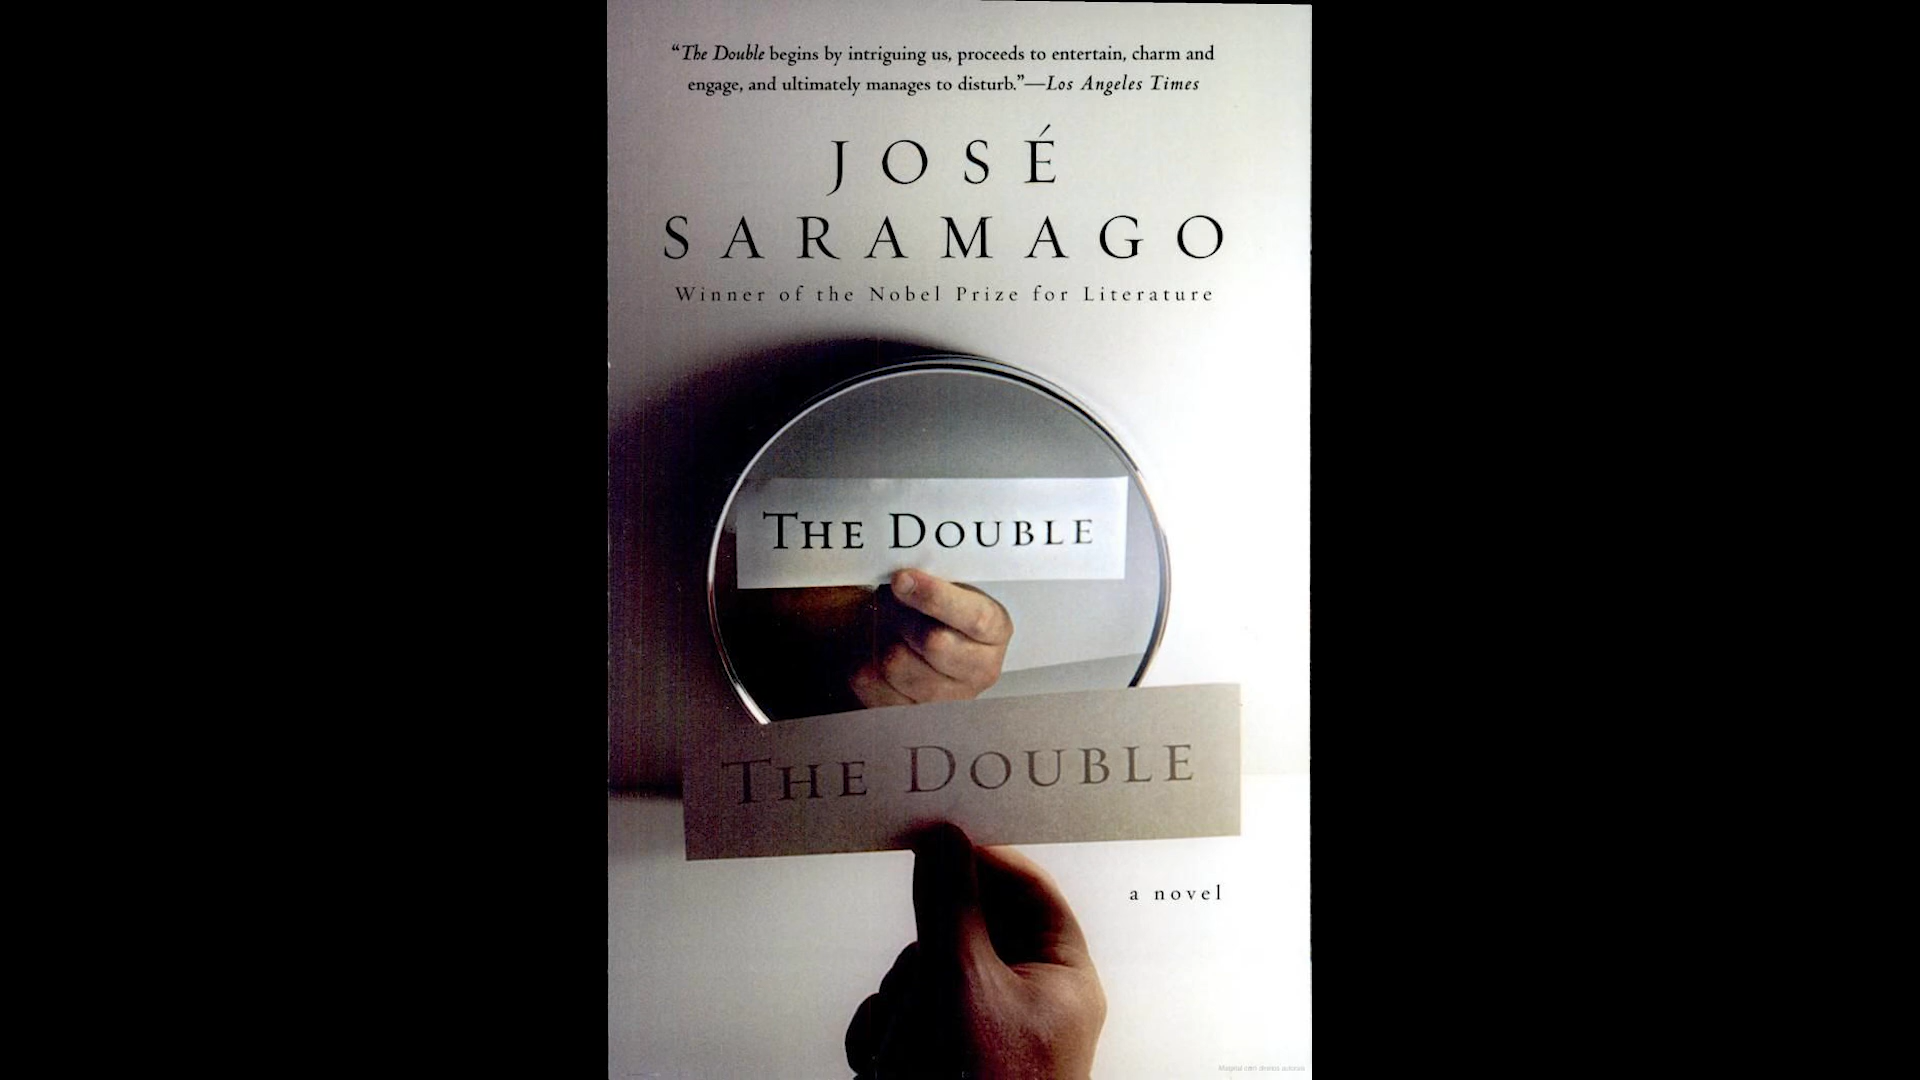 “The Double begins by intriguing us, proceeds to entertain, charm and
engage, and ultimately manages to disturb.”—Los Angeles Times
JOSÉ
SARAMAGO
Winner of the Nobel Prize for Literature
THE DOUBLE
THE DOUBLE
a novel